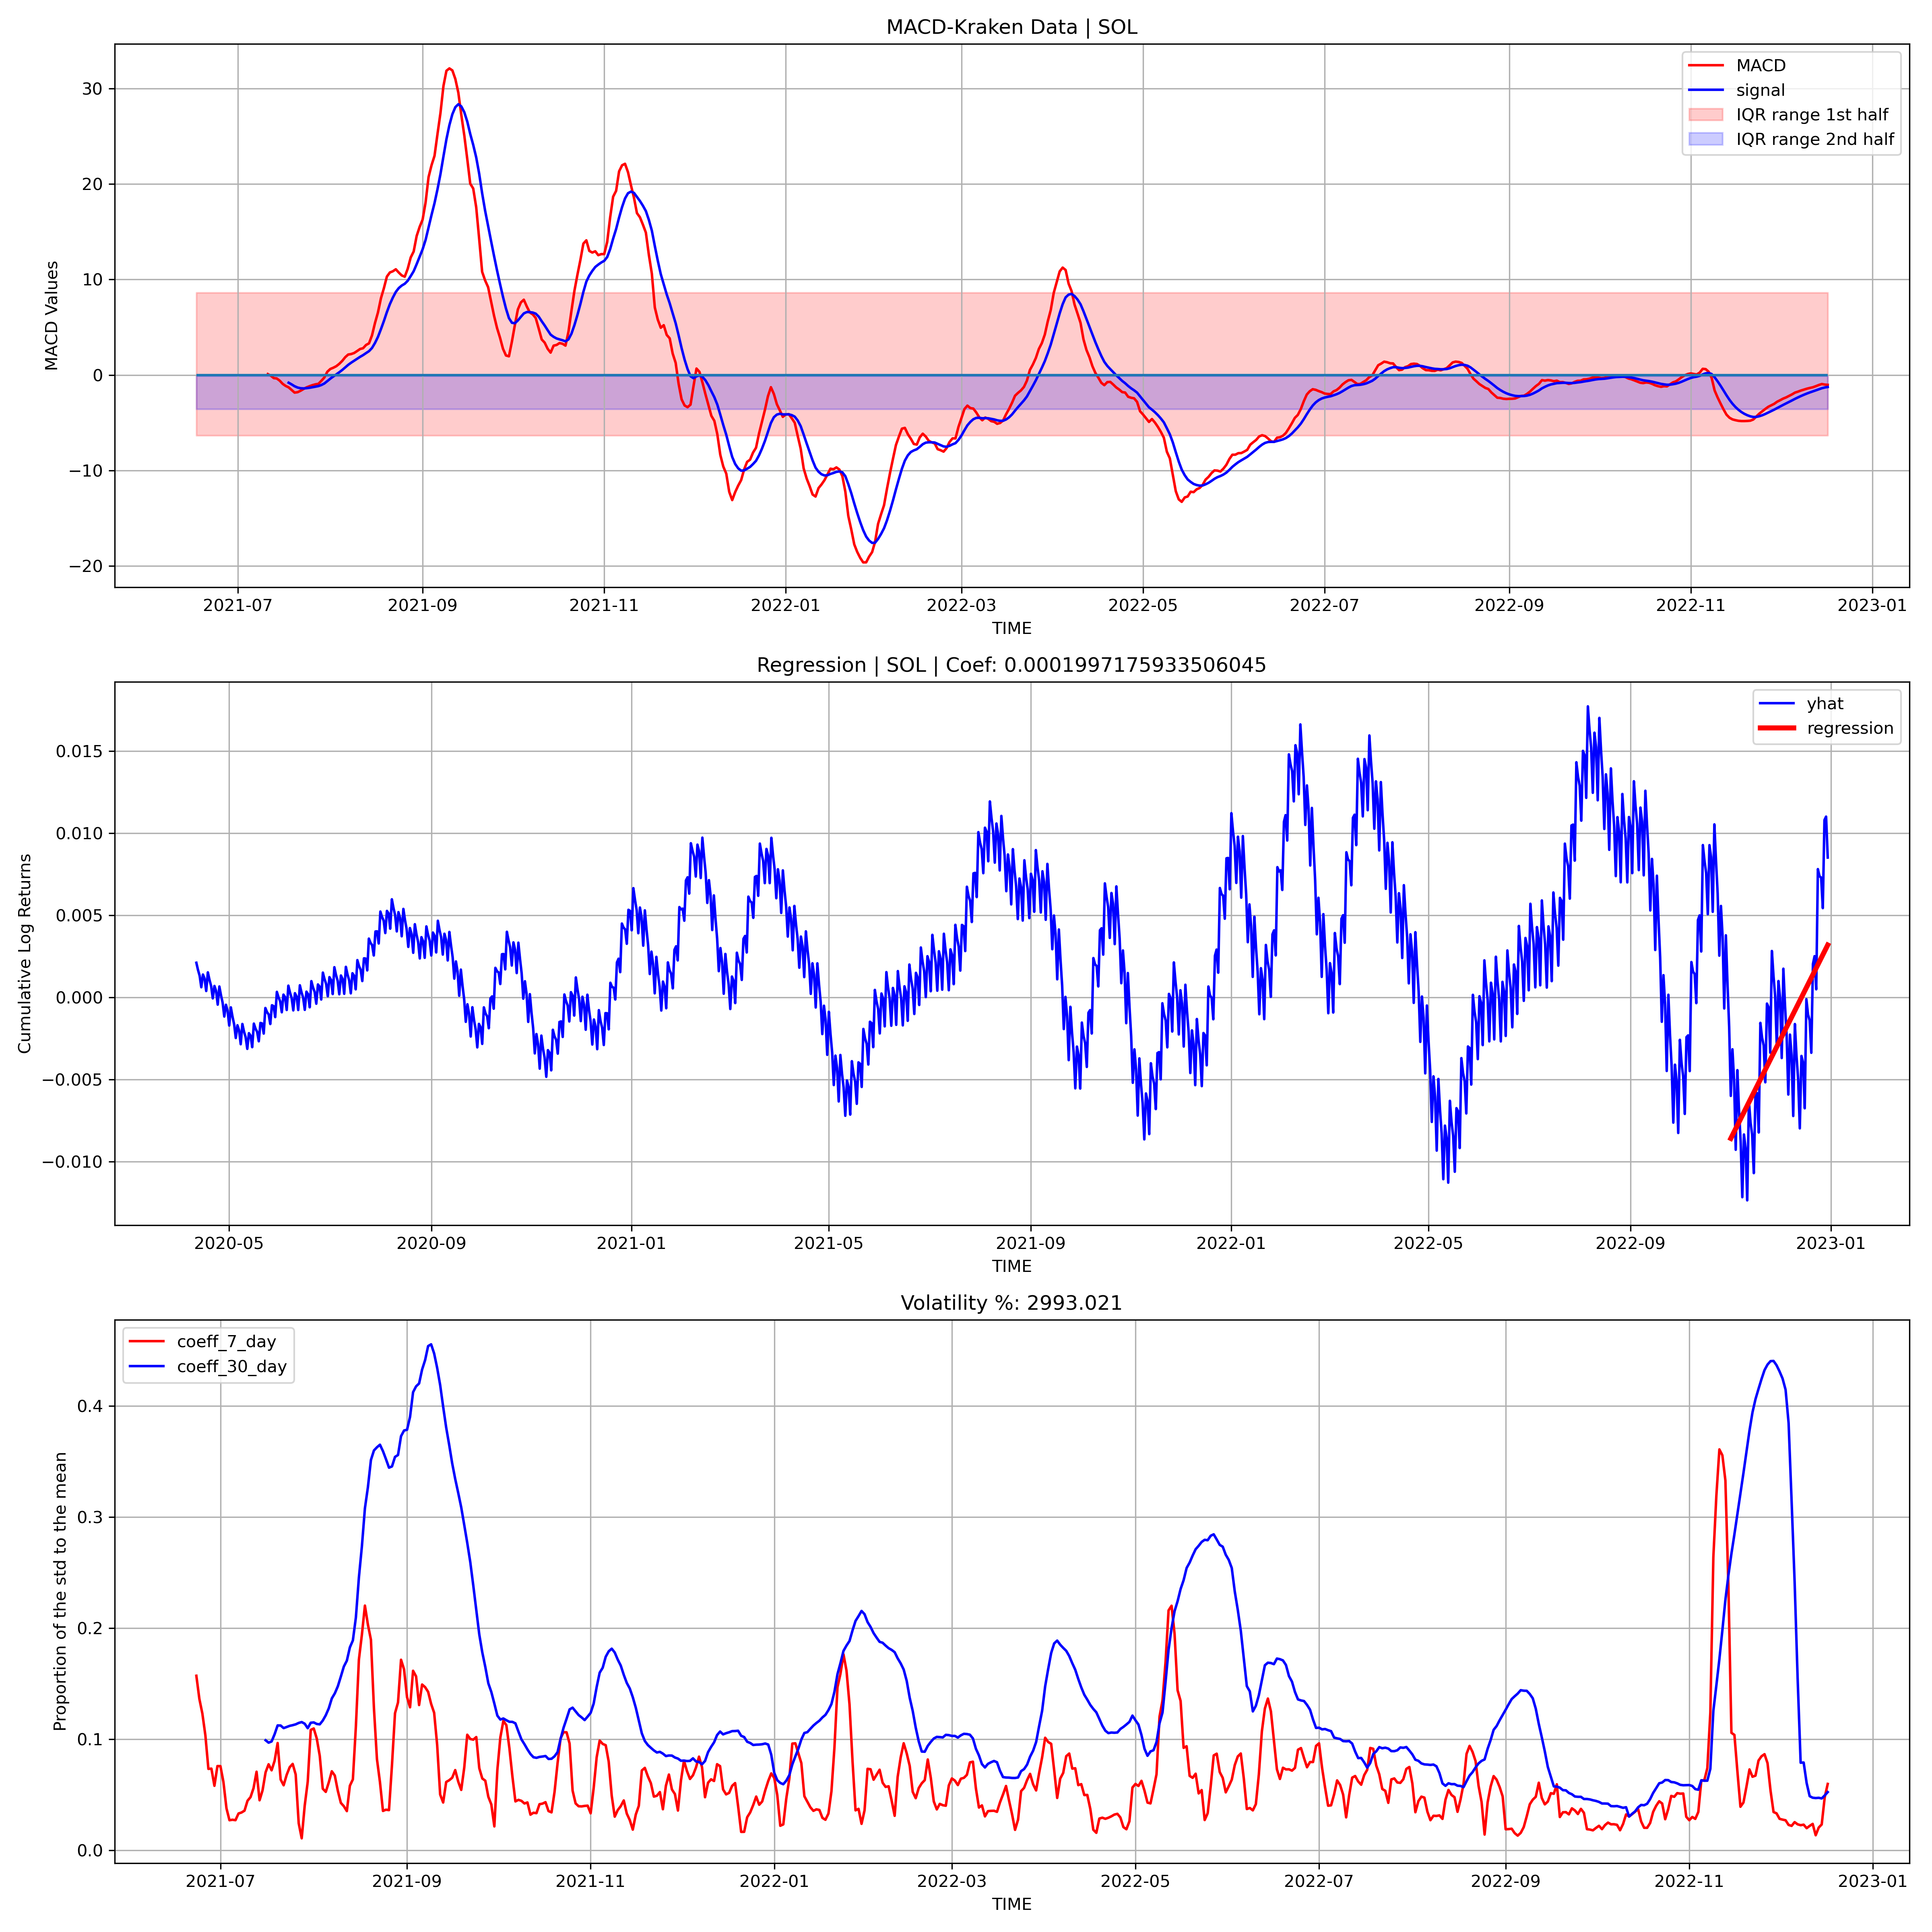 MACD-Kraken Data | SOL
MACD
signal
IQR range 1st half
IQR range 2nd half
MACD Values
30
20
10
0
−10
−20
2021-07 2021-09 2021-11 2022-01 2022-03 2022-05 2022-07 2022-09 2022-11 2023-01
TIME
Regression | SOL | Coef: 0.0001997175933506045
yhat
regression
Cumulative Log Returns
0.015
0.010
0.005
0.000
−0.005
−0.010
2020-05 2020-09 2021-01 2021-05 2021-09 2022-01 2022-05 2022-09 2023-01
TIME
Volatility %: 2993.021
coeff_7_day
coeff_30_day
Proportion of the std to the mean
0.4
0.3
0.2
0.1
0.0
2021-07 2021-09 2021-11 2022-01 2022-03 2022-05 2022-07 2022-09 2022-11 2023-01
TIME